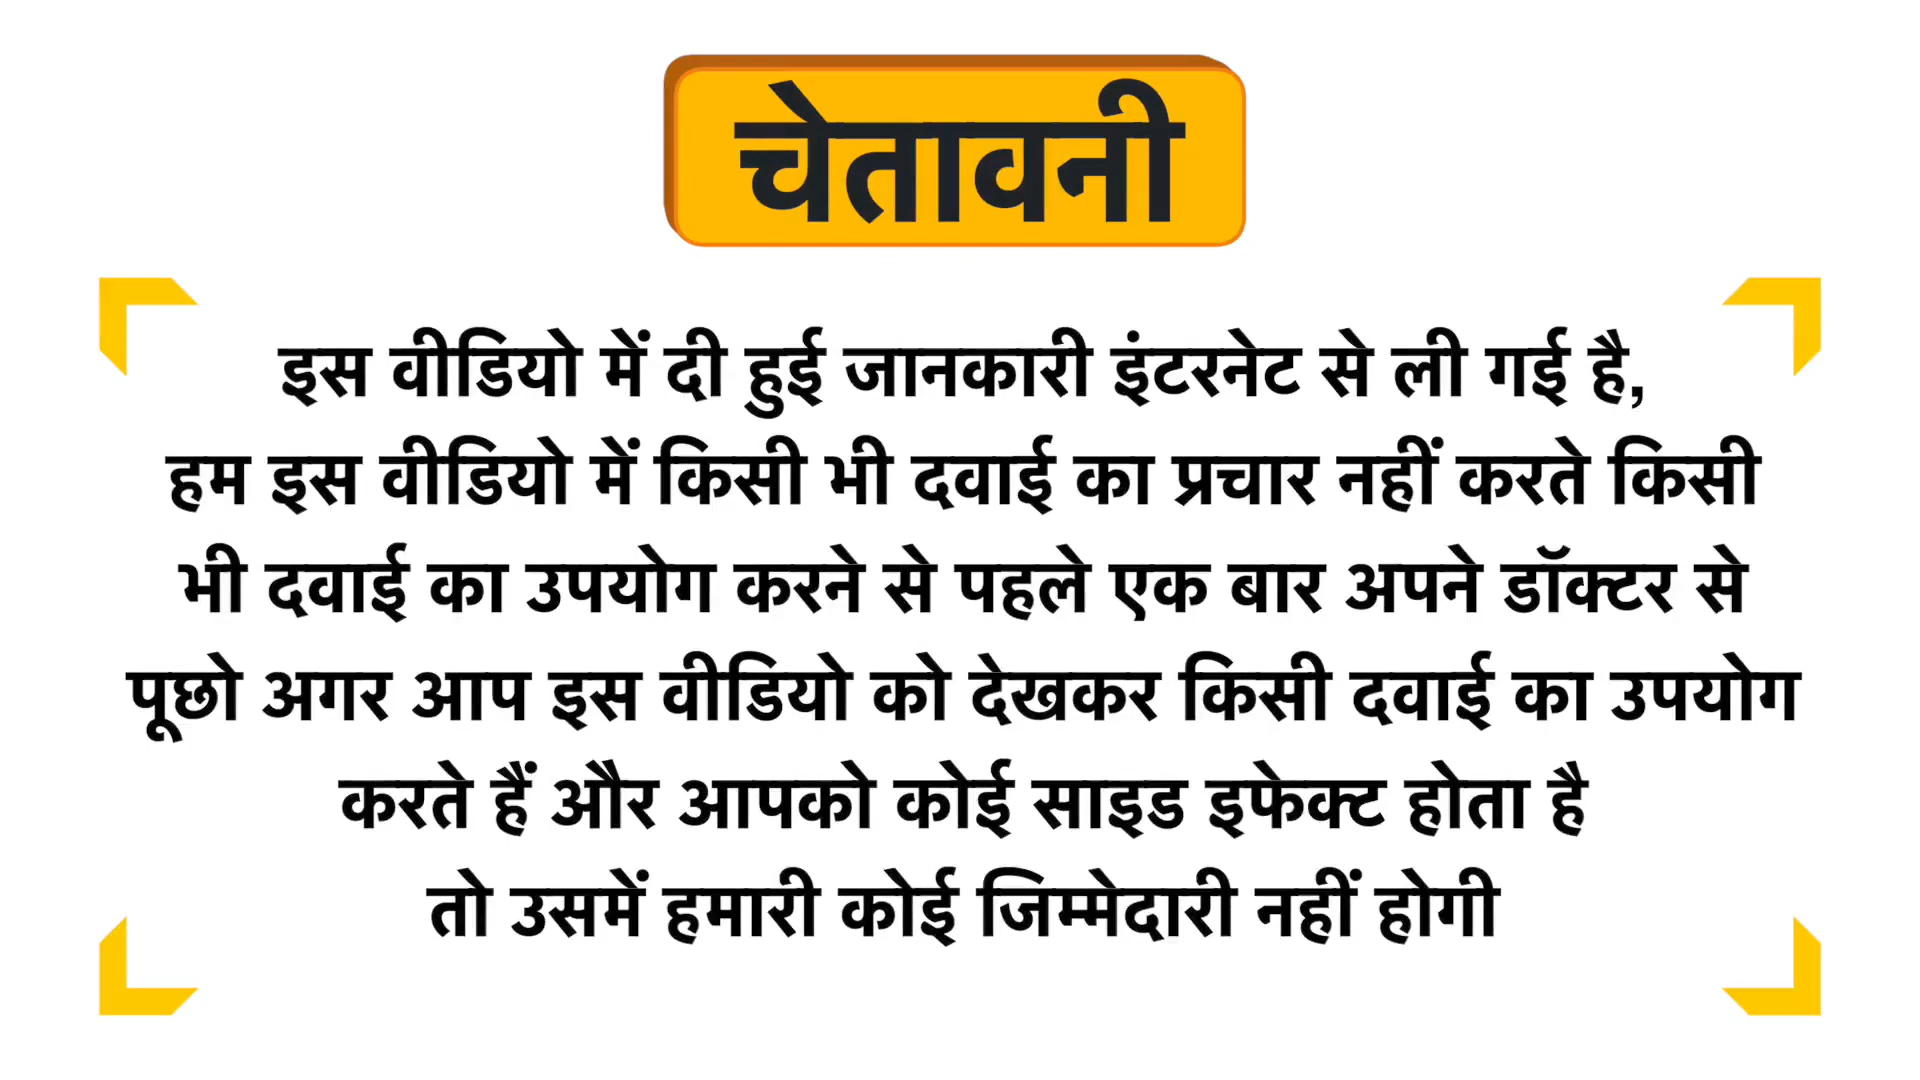 चेतावनी
इस वीडियो में दी हुई जानकारी इंटरनेट से ली गई है,
हम इस वीडियो में किसी भी दवाई का प्रचार नहीं करते किसी
भी दवाई का उपयोग करने से पहले एक बार अपने डॉक्टर से
पूछो अगर आप इस वीडियो को देखकर किसी दवाई का उपयोग
करते हैं और आपको कोई साइड इफेक्ट होता है
तो उसमें हमारी कोई जिम्मेदारी नहीं होगी